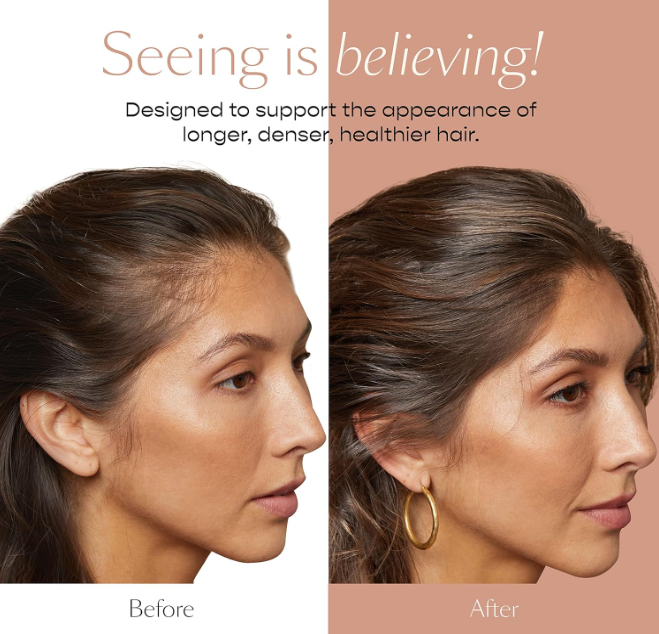 Seeing is believing!
Designed to support the appearance of
longer, denser, healthier hair.
Before
After